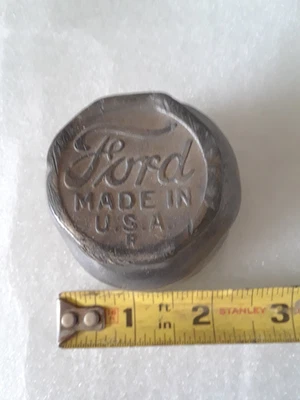 Ford
MADE IN
U.S.A.
R
1 ft in 2 STANLEY 3